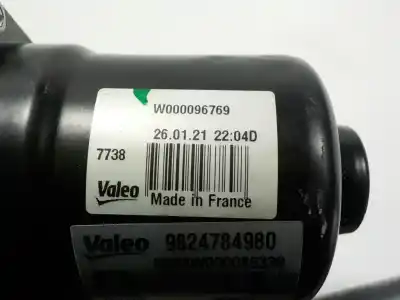 W000096769
26.01.21 22:04D
7738
Valeo
Made in France
Valeo 9824784980